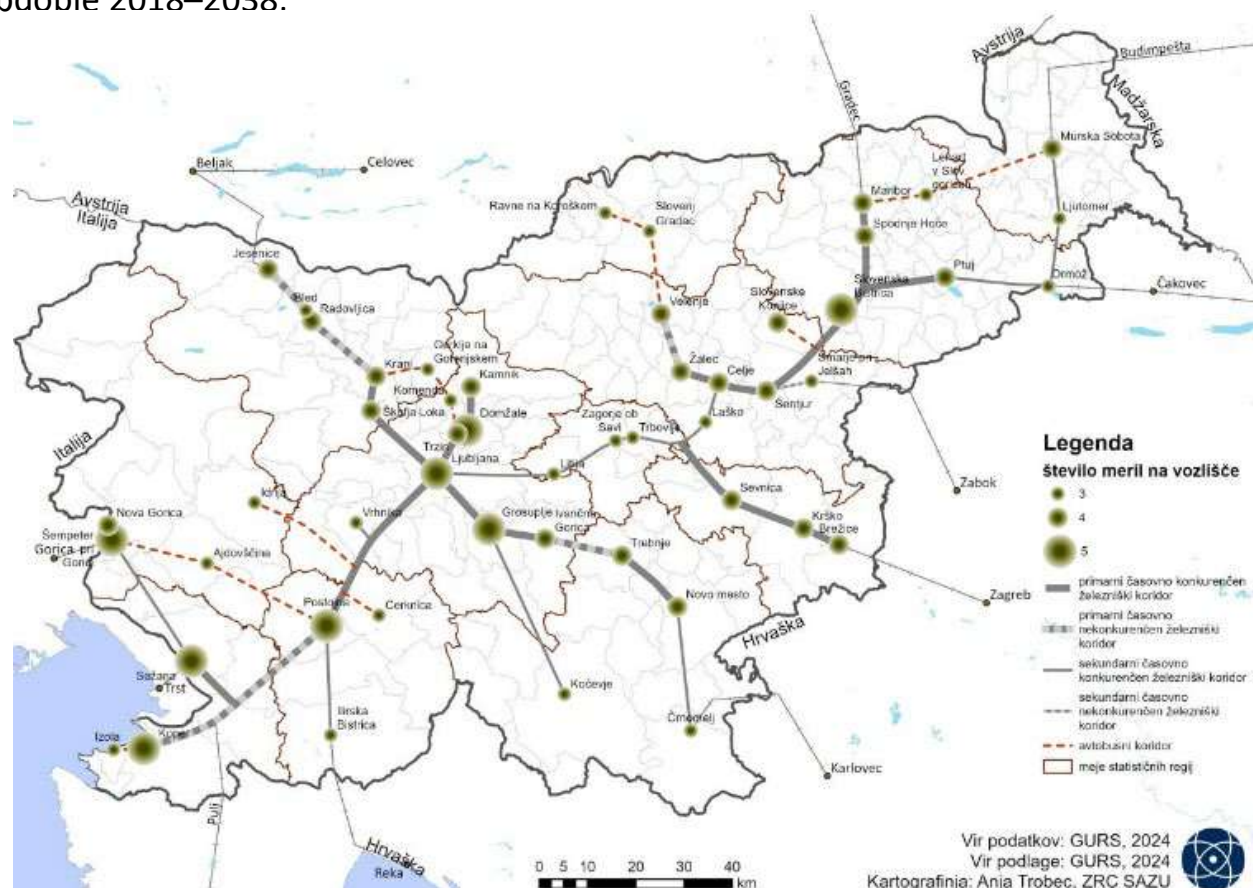 obdobje 2018–2038.
Avstrija
Budimpešta
Gradec
Madžarska
Murska Sobota
Beljak
Celovec
Lenart
v Slov.
goricah
Maribor
Avstrija
Italija
Ravne na Koroškem
Slovenj
Gradec
Ljutomer
Spodnje Hoče
Jesenice
Ptuj
Ormož
Čakovec
Slovenska
Bistrica
Slovenske
Konjice
Bled
Radovljica
Velenje
Cerklje na
Gorenjskem
Kranj
Kamnik
Komenda
Žalec
Celje
Šmarje pri
Jelšah
Šentjur
Škofja Loka
Domžale
Laško
Zagorje ob
Savi
Trbovlje
Trzin
Ljubljana
Litija
Italija
Zabok
Sevnica
Idrija
Vrhnika
Nova Gorica
Šempeter
pri
Gorici
Gorica
Grosuplje
Ivančna
Gorica
Krško
Brežice
Trebnje
Ajdovščina
Novo mesto
Zagreb
Postojna
Cerknica
Hrvaška
Sežana
Trst
Kočevje
Ilirska
Bistrica
Črnomelj
Izola
Koper
Karlovec
Pulj
Hrvaška
Reka
Legenda
število meril na vozlišče
3
4
5
primarni časovno konkurenčen
železniški koridor
primarni časovno
nekonkurenčen železniški
koridor
sekundarni časovno
konkurenčen železniški koridor
sekundarni časovno
nekonkurenčen železniški
koridor
avtobusni koridor
meje statističnih regij
0 5 10 20 30 40
km
Vir podatkov: GURS, 2024
Vir podlage: GURS, 2024
Kartografinja: Anja Trobec, ZRC SAZU